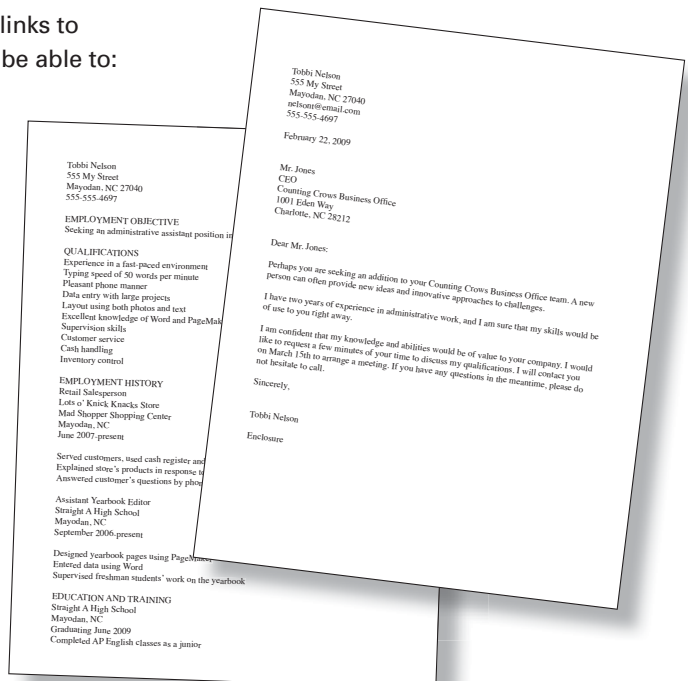 links to
be able to:
Tobbi Nelson
555 My Street
Mayodan, NC 27040
nelsont@email.com
555-555-4697
February 22, 2009
Mr. Jones
CEO
Counting Crows Business Office
1001 Eden Way
Charlotte, NC 28212
Dear Mr. Jones:
Perhaps you are seeking an addition to your Counting Crows Business Office team. A new
person can often provide new ideas and innovative approaches to challenges.
I have two years of experience in administrative work, and I am sure that my skills would be
of use to you right away.
I am confident that my knowledge and abilities would be of value to your company. I would
like to request a few minutes of your time to discuss my qualifications. I will contact you
on March 15th to arrange a meeting. If you have any questions in the meantime, please do
not hesitate to call.
Sincerely,
Tobbi Nelson
Enclosure
Tobbi Nelson
555 My Street
Mayodan, NC 27040
555-555-4697
EMPLOYMENT OBJECTIVE
Seeking an administrative assistant position in
QUALIFICATIONS
Experience in a fast-paced environment
Typing speed of 50 words per minute
Pleasant phone manner
Data entry with large projects
Layout using both photos and text
Excellent knowledge of Word and PageMak
Supervision skills
Customer service
Cash handling
Inventory control
EMPLOYMENT HISTORY
Retail Salesperson
Lots o' Knick Knacks Store
Mad Shopper Shopping Center
Mayodan, NC
June 2007-present
Served customers, used cash register and
Explained store's products in response to
Answered customer's questions by phon
Assistant Yearbook Editor
Straight A High School
Mayodan, NC
September 2006-present
Designed yearbook pages using PageMaker
Entered data using Word
Supervised freshman students' work on the yearbook
EDUCATION AND TRAINING
Straight A High School
Mayodan, NC
Graduating June 2009
Completed AP English classes as a junior